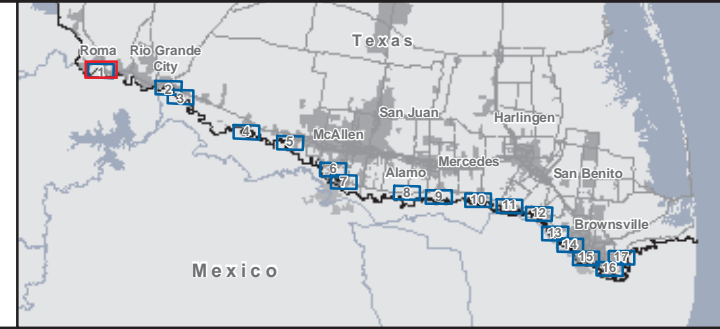 Texas
Roma
Rio Grande
City
1
2
3
San Juan
Harlingen
4
5
McAllen
Mercedes
6
7
Alamo
San Benito
8
9
10
11
12
Brownsville
13
14
15
16
17
Mexico